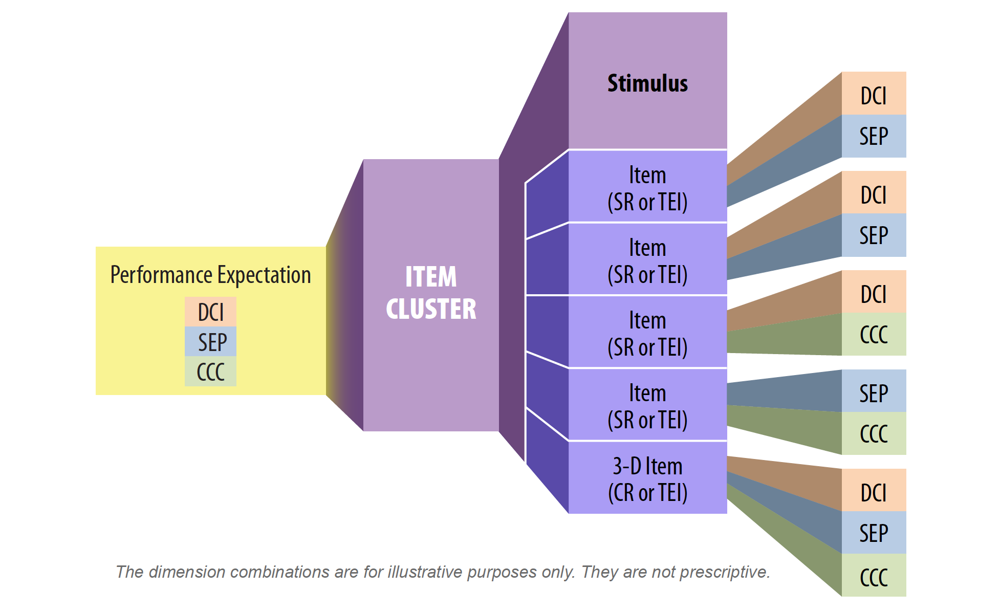 Performance Expectation
DCI
SEP
CCC
ITEM
CLUSTER
Stimulus
Item
(SR or TEI)
Item
(SR or TEI)
Item
(SR or TEI)
Item
(SR or TEI)
3-D Item
(CR or TEI)
DCI
SEP
DCI
SEP
DCI
CCC
SEP
CCC
DCI
SEP
CCC
The dimension combinations are for illustrative purposes only. They are not prescriptive.